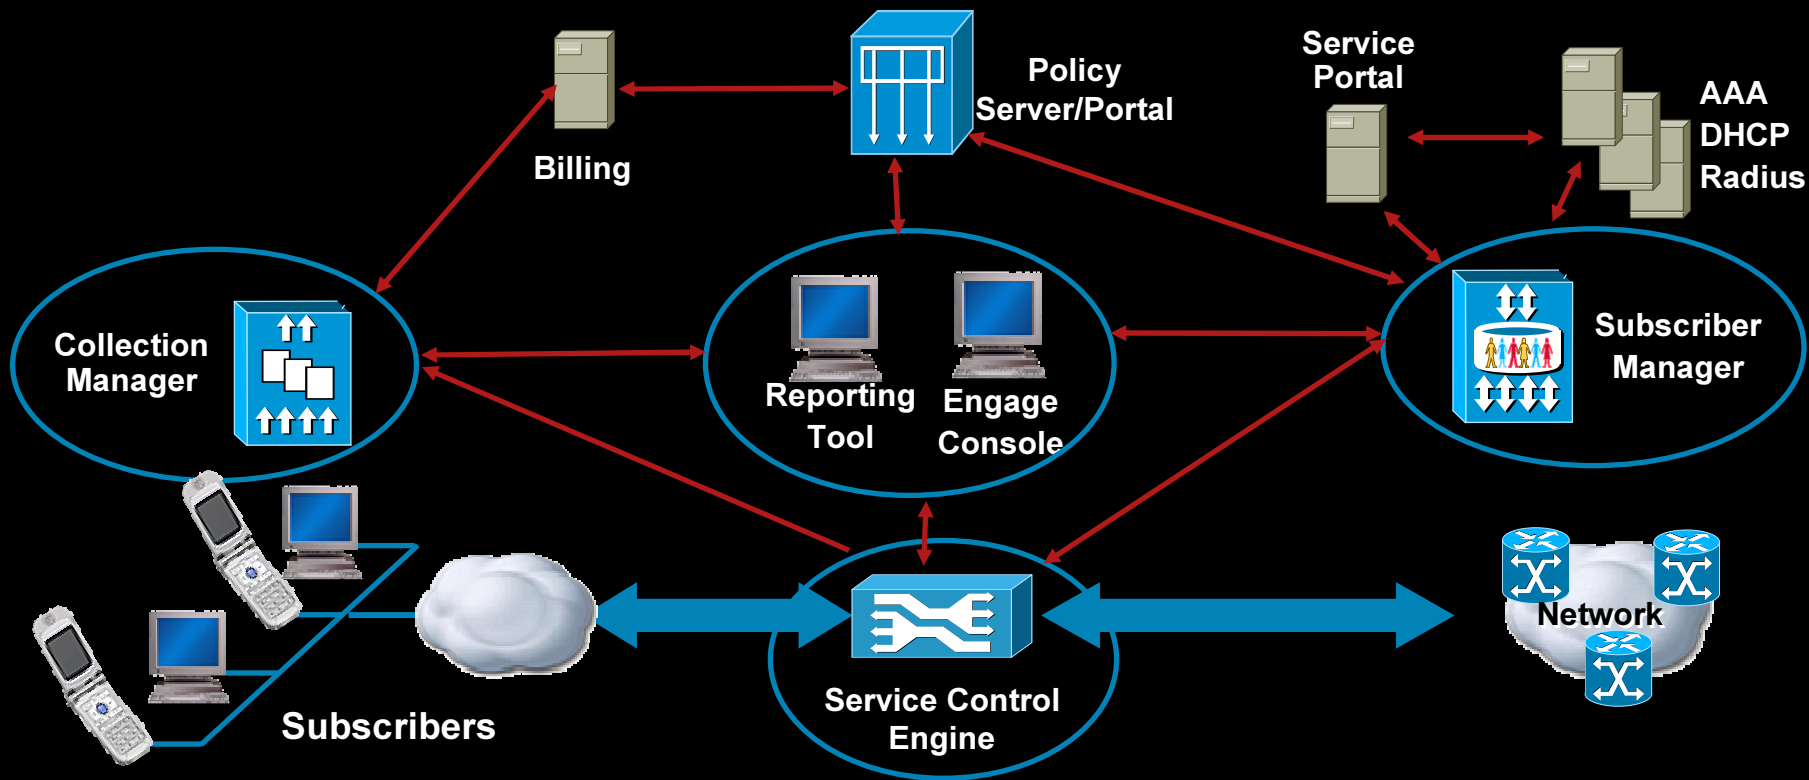 Billing
Policy
Server/Portal
Service
Portal
AAA
DHCP
Radius
Collection
Manager
Reporting
Tool
Engage
Console
Subscriber
Manager
Subscribers
Service Control
Engine
Network